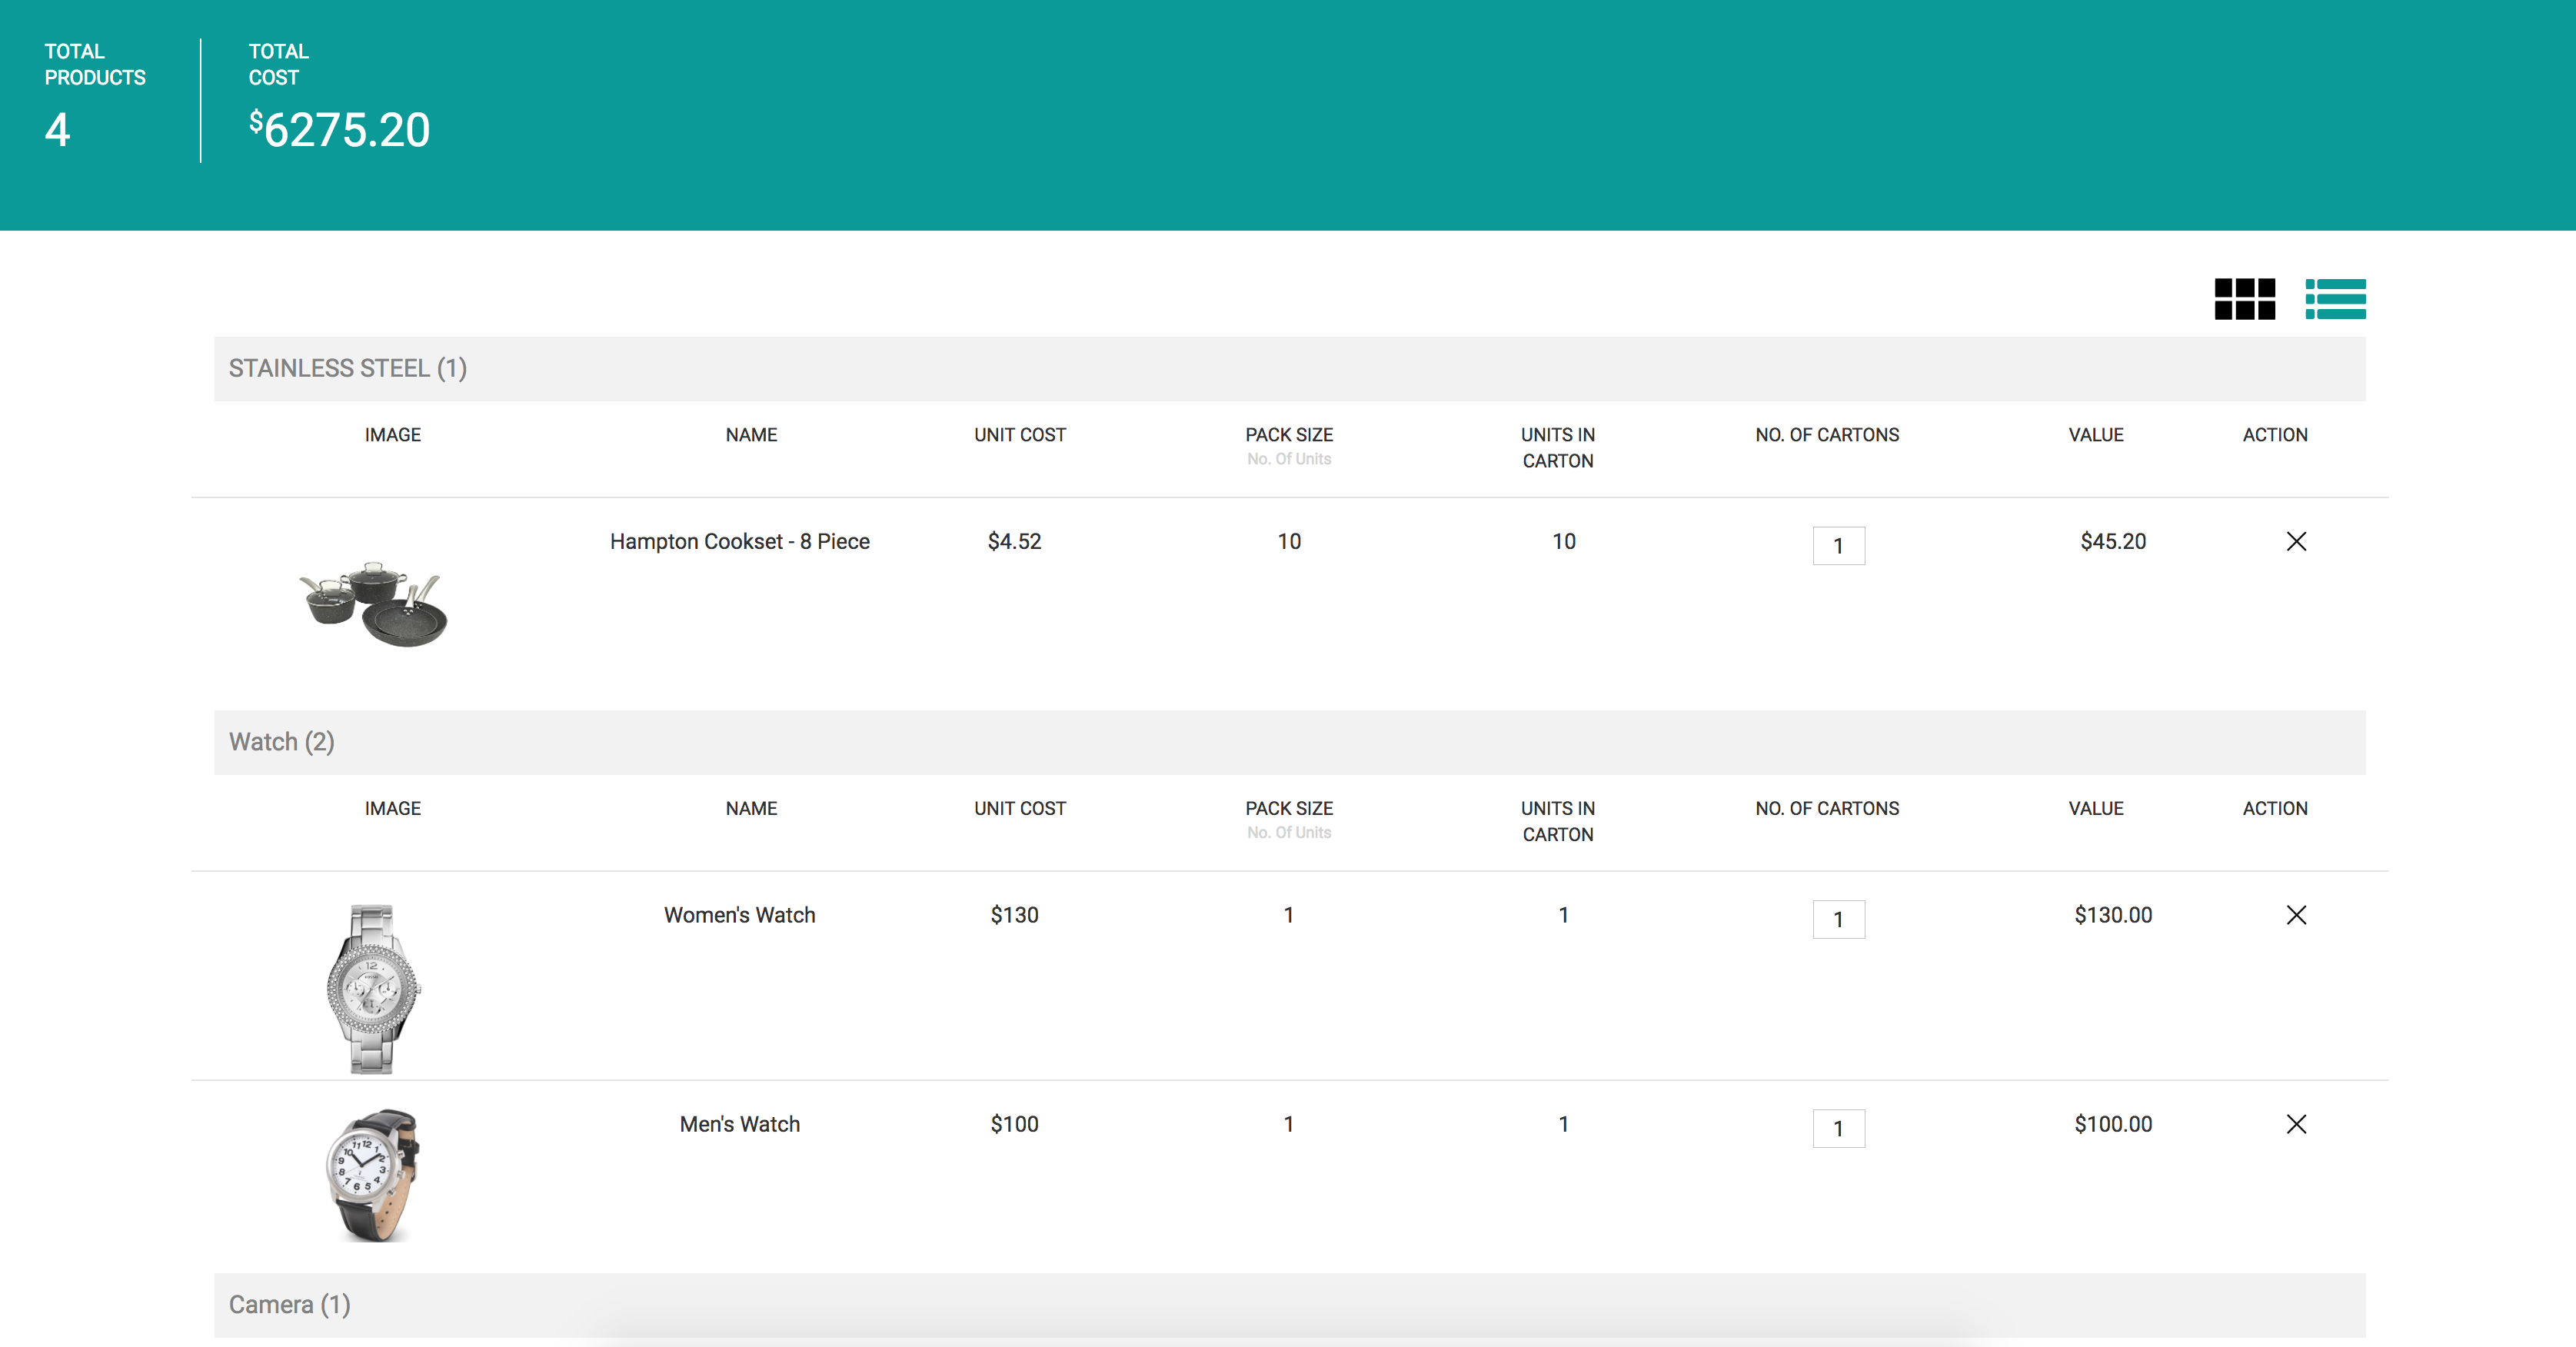 TOTAL
PRODUCTS
4
TOTAL
COST
$6275.20
STAINLESS STEEL (1)
IMAGE NAME UNIT COST PACK SIZE No. Of Units UNITS IN CARTON NO. OF CARTONS VALUE ACTION
Hampton Cookset - 8 Piece $4.52 10 10 1 $45.20
Watch (2)
IMAGE NAME UNIT COST PACK SIZE No. Of Units UNITS IN CARTON NO. OF CARTONS VALUE ACTION
Women's Watch $130 1 1 1 $130.00
Men's Watch $100 1 1 1 $100.00
Camera (1)